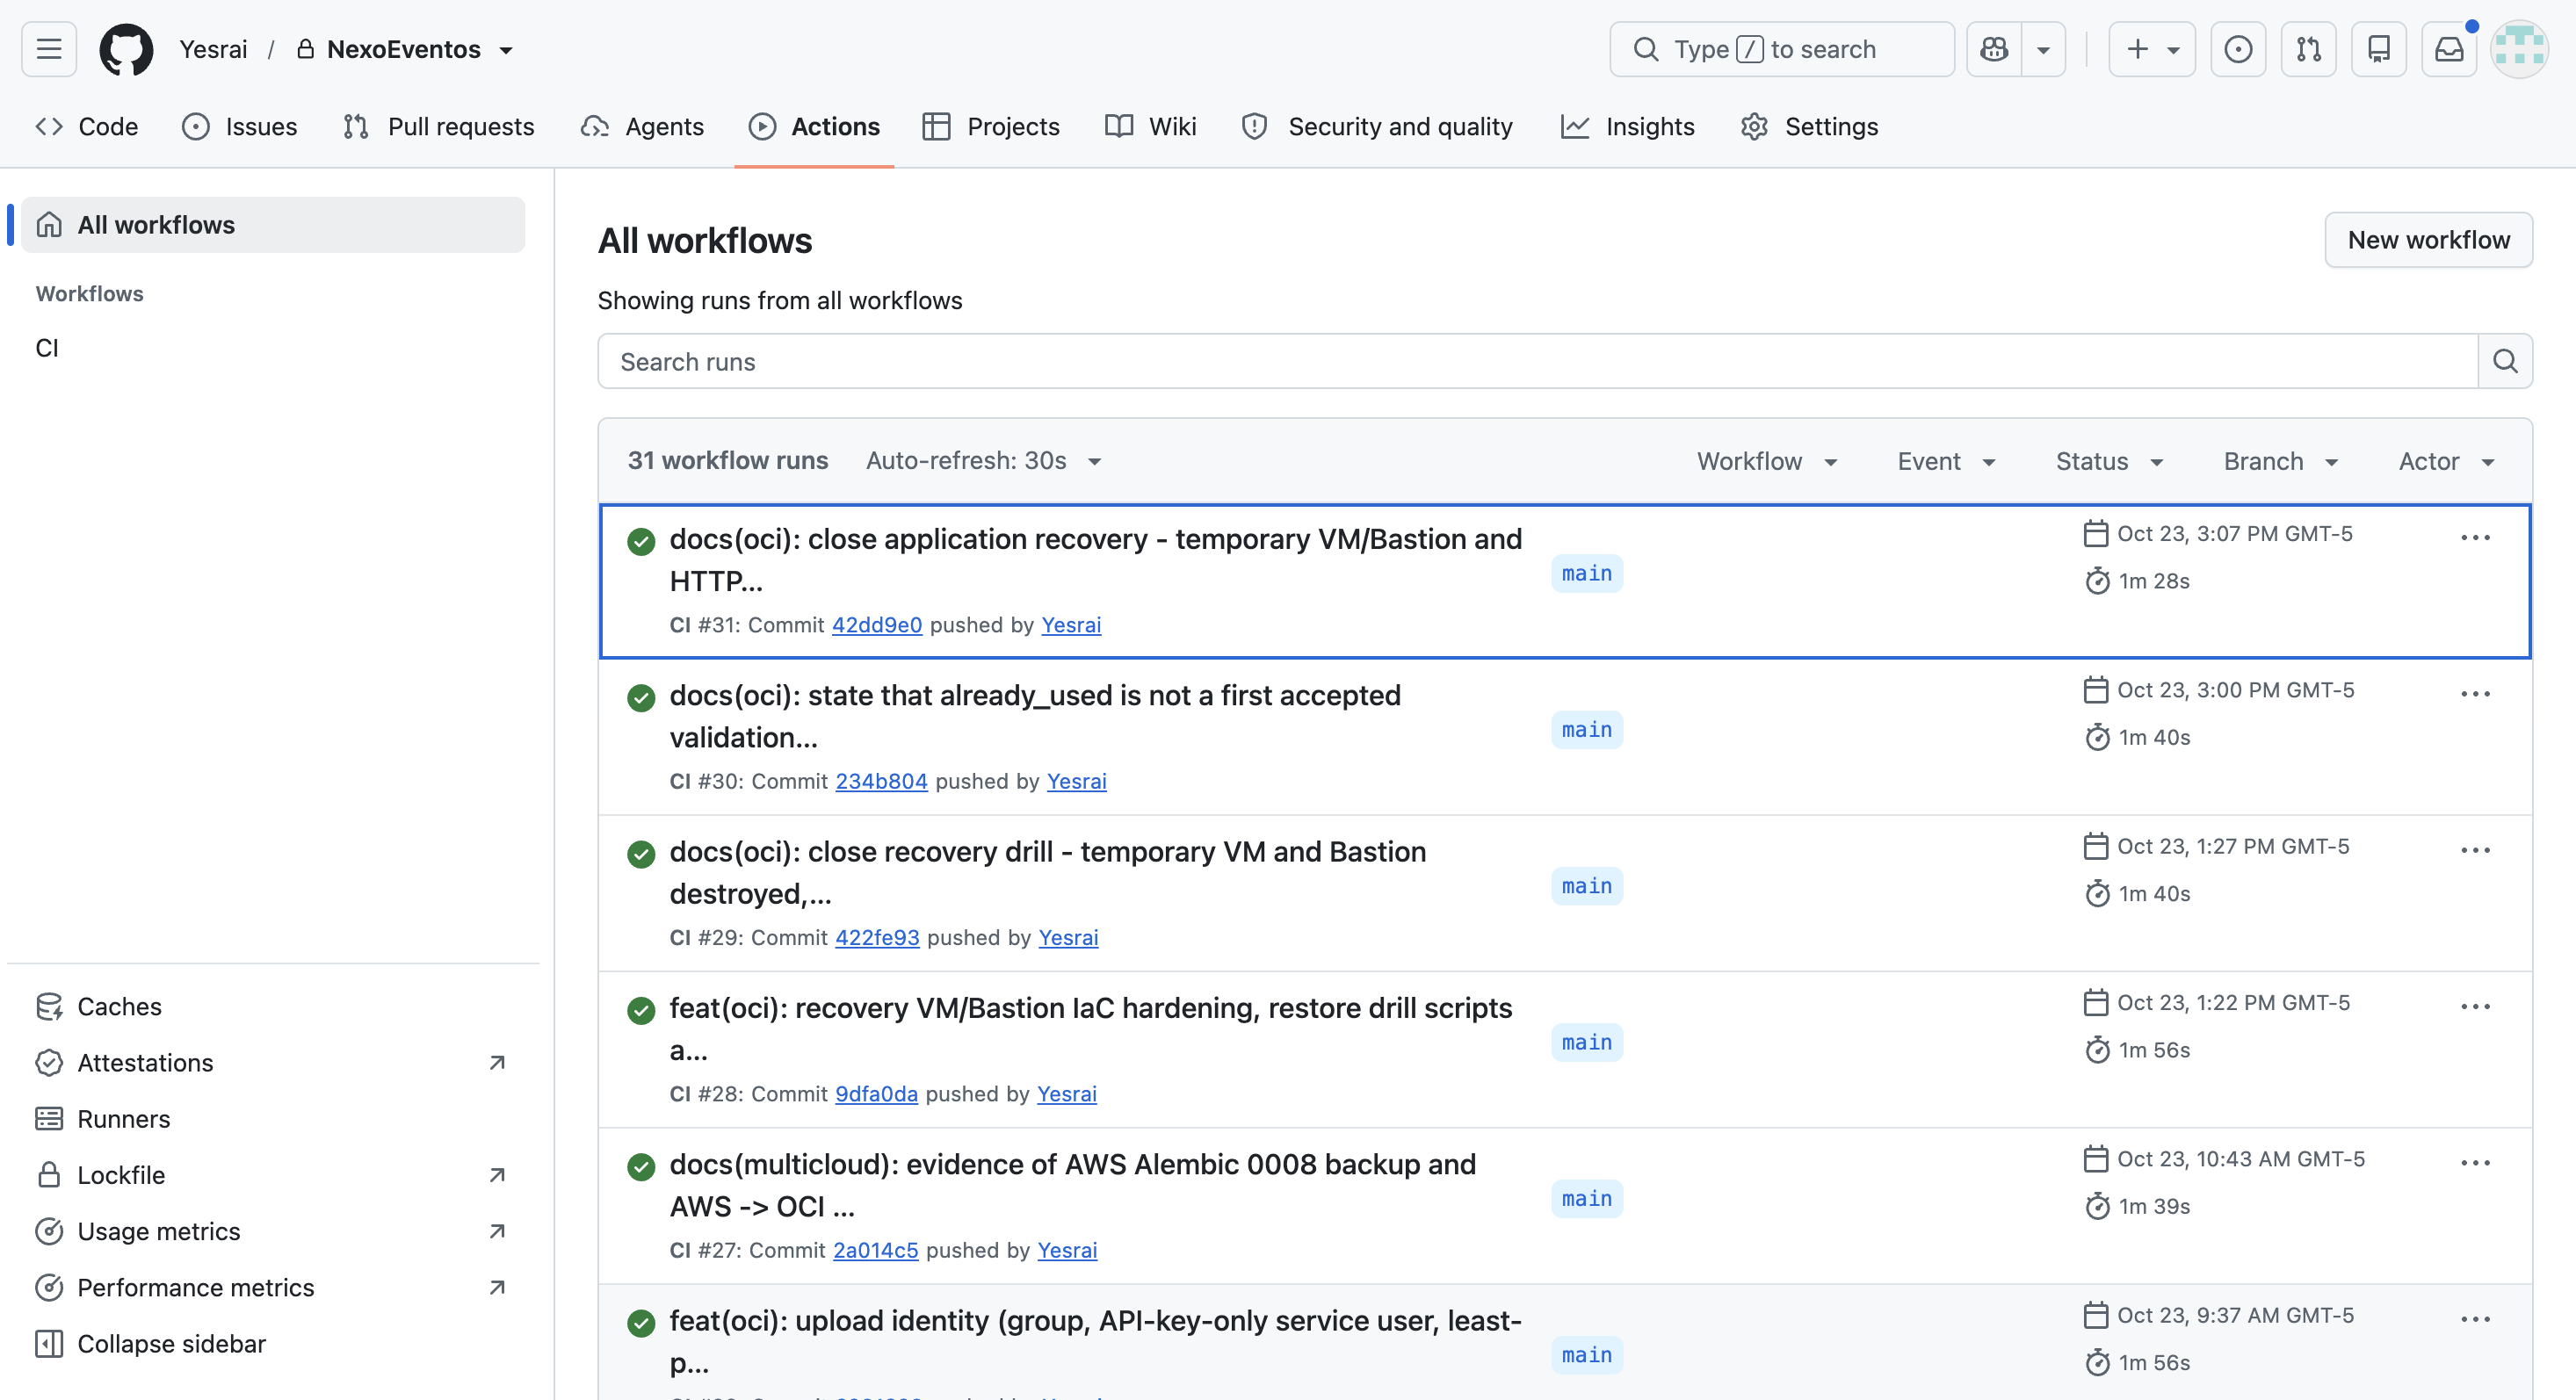 Yesrai / NexoEventos
Type / to search
Code Issues Pull requests Agents Actions Projects Wiki Security and quality Insights Settings
All workflows
Workflows
CI
Caches
Attestations
Runners
Lockfile
Usage metrics
Performance metrics
Collapse sidebar
All workflows
New workflow
Showing runs from all workflows
Search runs
31 workflow runs Auto-refresh: 30s Workflow Event Status Branch Actor
docs(oci): close application recovery - temporary VM/Bastion and
HTTP...
CI #31: Commit 42dd9e0 pushed by Yesrai
main
Oct 23, 3:07 PM GMT-5
1m 28s
docs(oci): state that already_used is not a first accepted
validation...
CI #30: Commit 234b804 pushed by Yesrai
main
Oct 23, 3:00 PM GMT-5
1m 40s
docs(oci): close recovery drill - temporary VM and Bastion
destroyed,...
CI #29: Commit 422fe93 pushed by Yesrai
main
Oct 23, 1:27 PM GMT-5
1m 40s
feat(oci): recovery VM/Bastion IaC hardening, restore drill scripts
a...
CI #28: Commit 9dfa0da pushed by Yesrai
main
Oct 23, 1:22 PM GMT-5
1m 56s
docs(multicloud): evidence of AWS Alembic 0008 backup and
AWS -> OCI ...
CI #27: Commit 2a014c5 pushed by Yesrai
main
Oct 23, 10:43 AM GMT-5
1m 39s
feat(oci): upload identity (group, API-key-only service user, least-
p...
main
Oct 23, 9:37 AM GMT-5
1m 56s